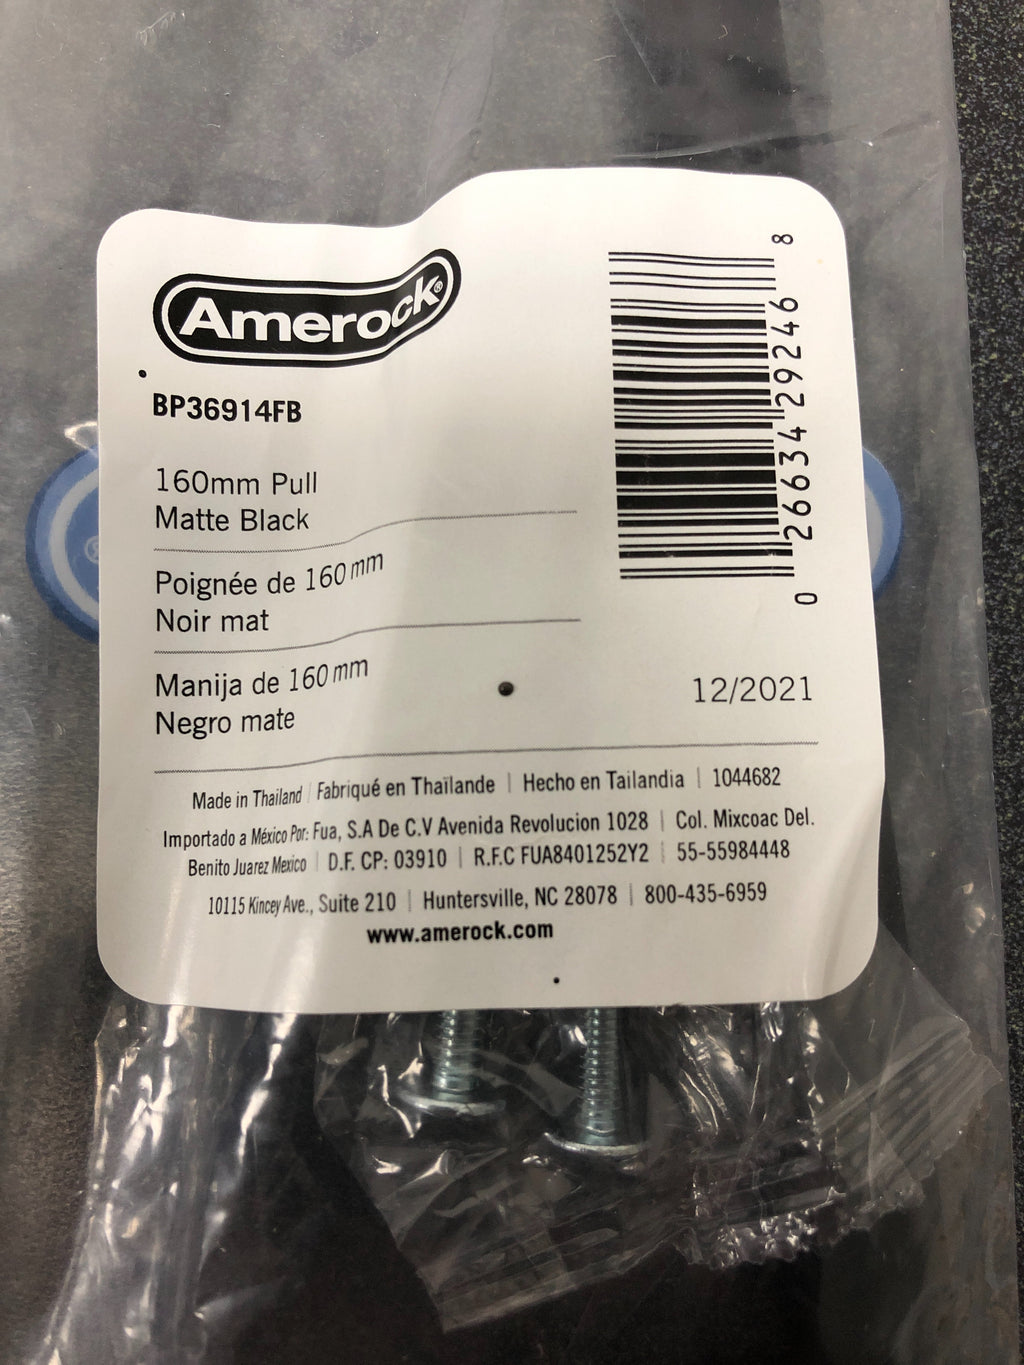 Amerock®
BP36914FB
160mm Pull
Matte Black
Poignée de 160mm
Noir mat
Manija de 160mm
Negro mate
0 26634 29246 8
12/2021
Made in Thailand | Fabriqué en Thaïlande | Hecho en Tailandia | 1044682
Importado a México Por: Fua, S.A De C.V Avenida Revolucion 1028 | Col. Mixcoac Del.
Benito Juarez Mexico | D.F. CP: 03910 | R.F.C FUA8401252Y2 | 55-55984448
10115 Kincey Ave., Suite 210 | Huntersville, NC 28078 | 800-435-6959
www.amerock.com
®